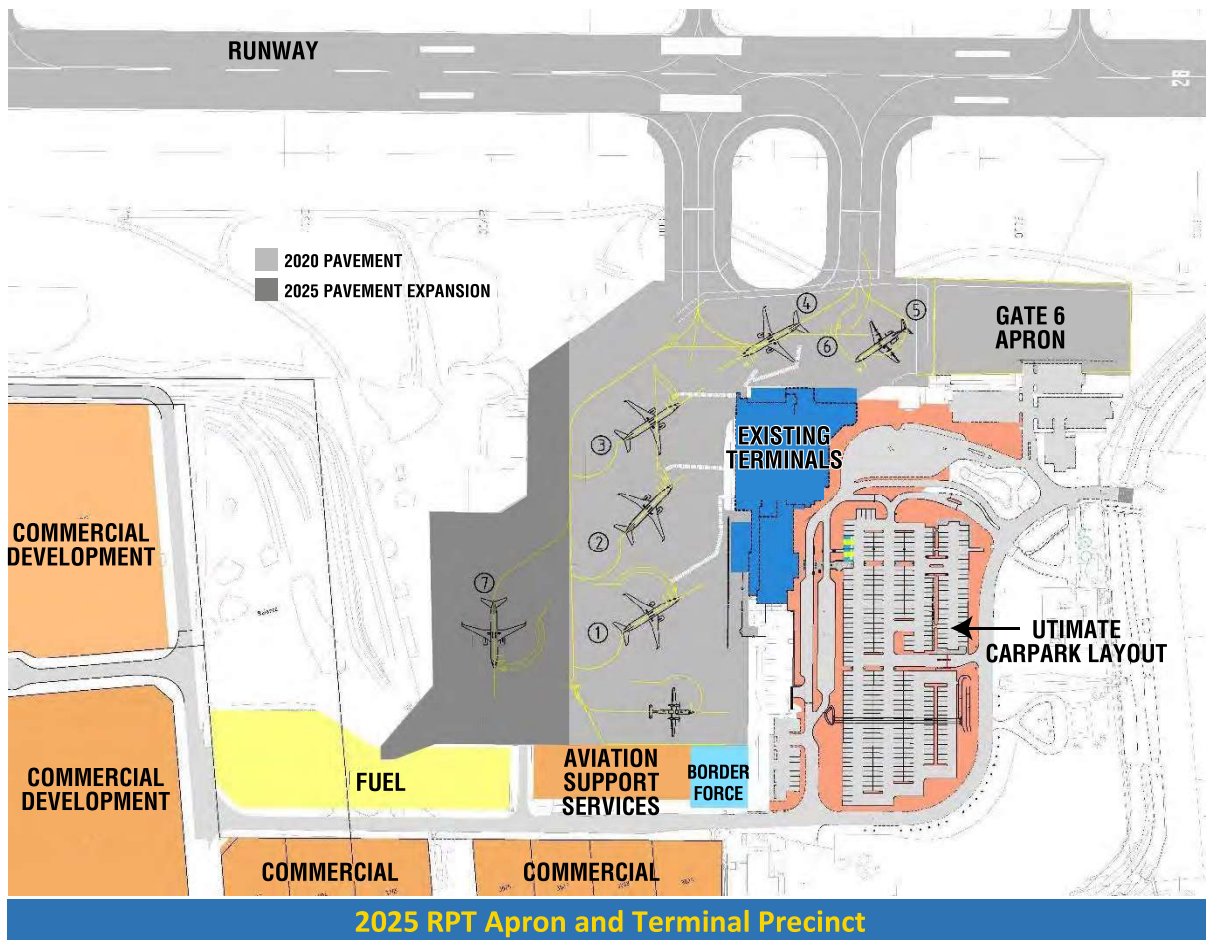 RUNWAY
28
2020 PAVEMENT
2025 PAVEMENT EXPANSION
4
5
6
GATE 6
APRON
3
EXISTING
TERMINALS
COMMERCIAL
DEVELOPMENT
2
7
1
UTIMATE
CARPARK LAYOUT
COMMERCIAL
DEVELOPMENT
FUEL
AVIATION
SUPPORT
SERVICES
BORDER
FORCE
COMMERCIAL
COMMERCIAL
2025 RPT Apron and Terminal Precinct